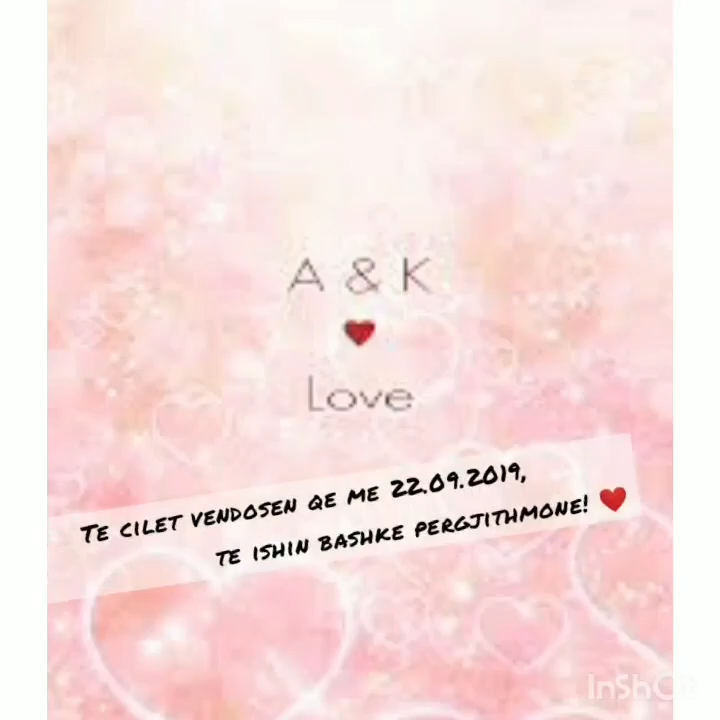 A & K
Love
TE CILET VENDOSEN QE ME 22.09.2019,
TE ISHIN BASHKE PERGJITHMONE! ♥
InShOt